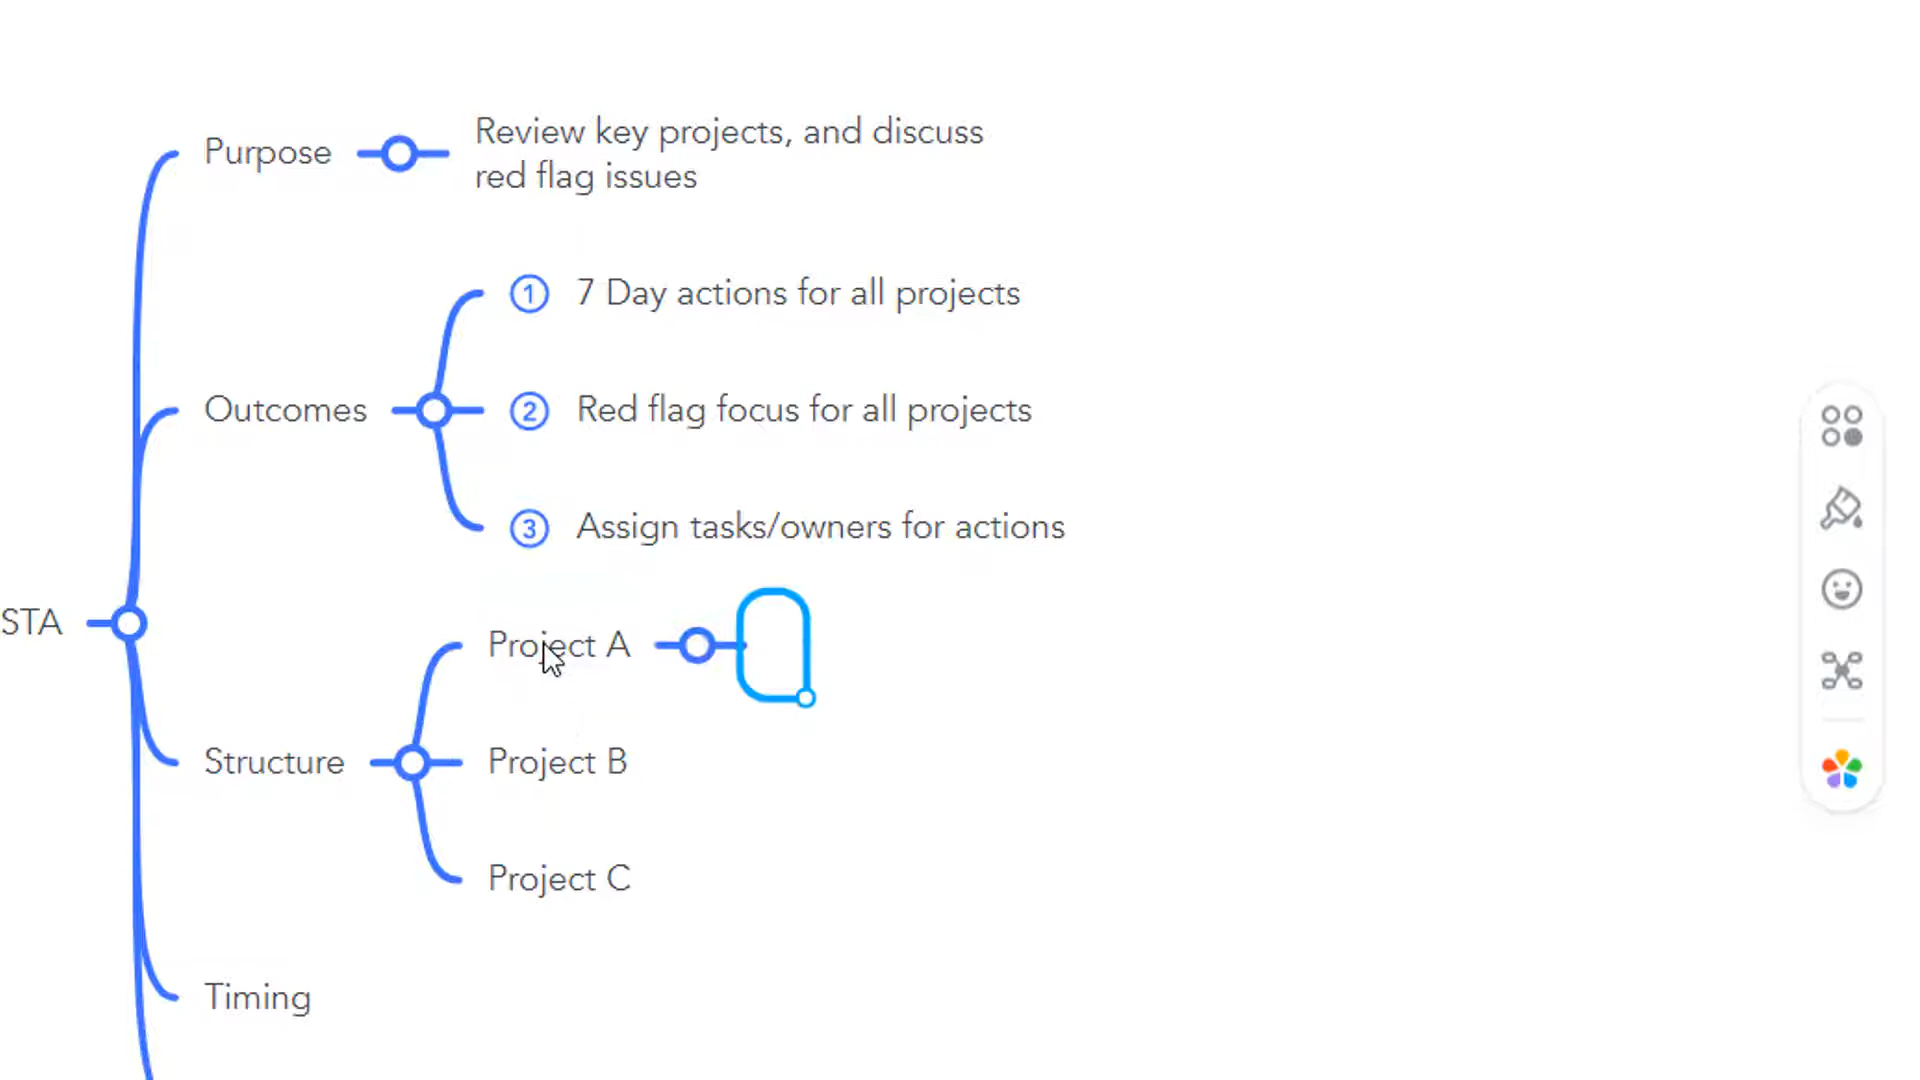 Purpose
Review key projects, and discuss
red flag issues
Outcomes
1 7 Day actions for all projects
2 Red flag focus for all projects
3 Assign tasks/owners for actions
STA
Structure
Project A
Project B
Project C
Timing